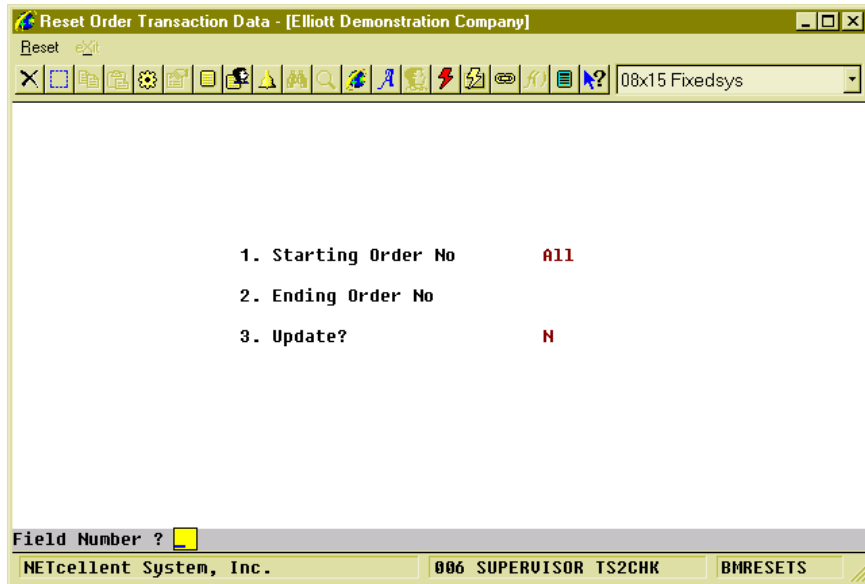 Reset Order Transaction Data - [Elliott Demonstration Company]
Reset eXit
08x15 Fixedsys
1. Starting Order No All
2. Ending Order No
3. Update? N
Field Number ?
NETcellent System, Inc. 006 SUPERVISOR TS2CHK BMRESETS